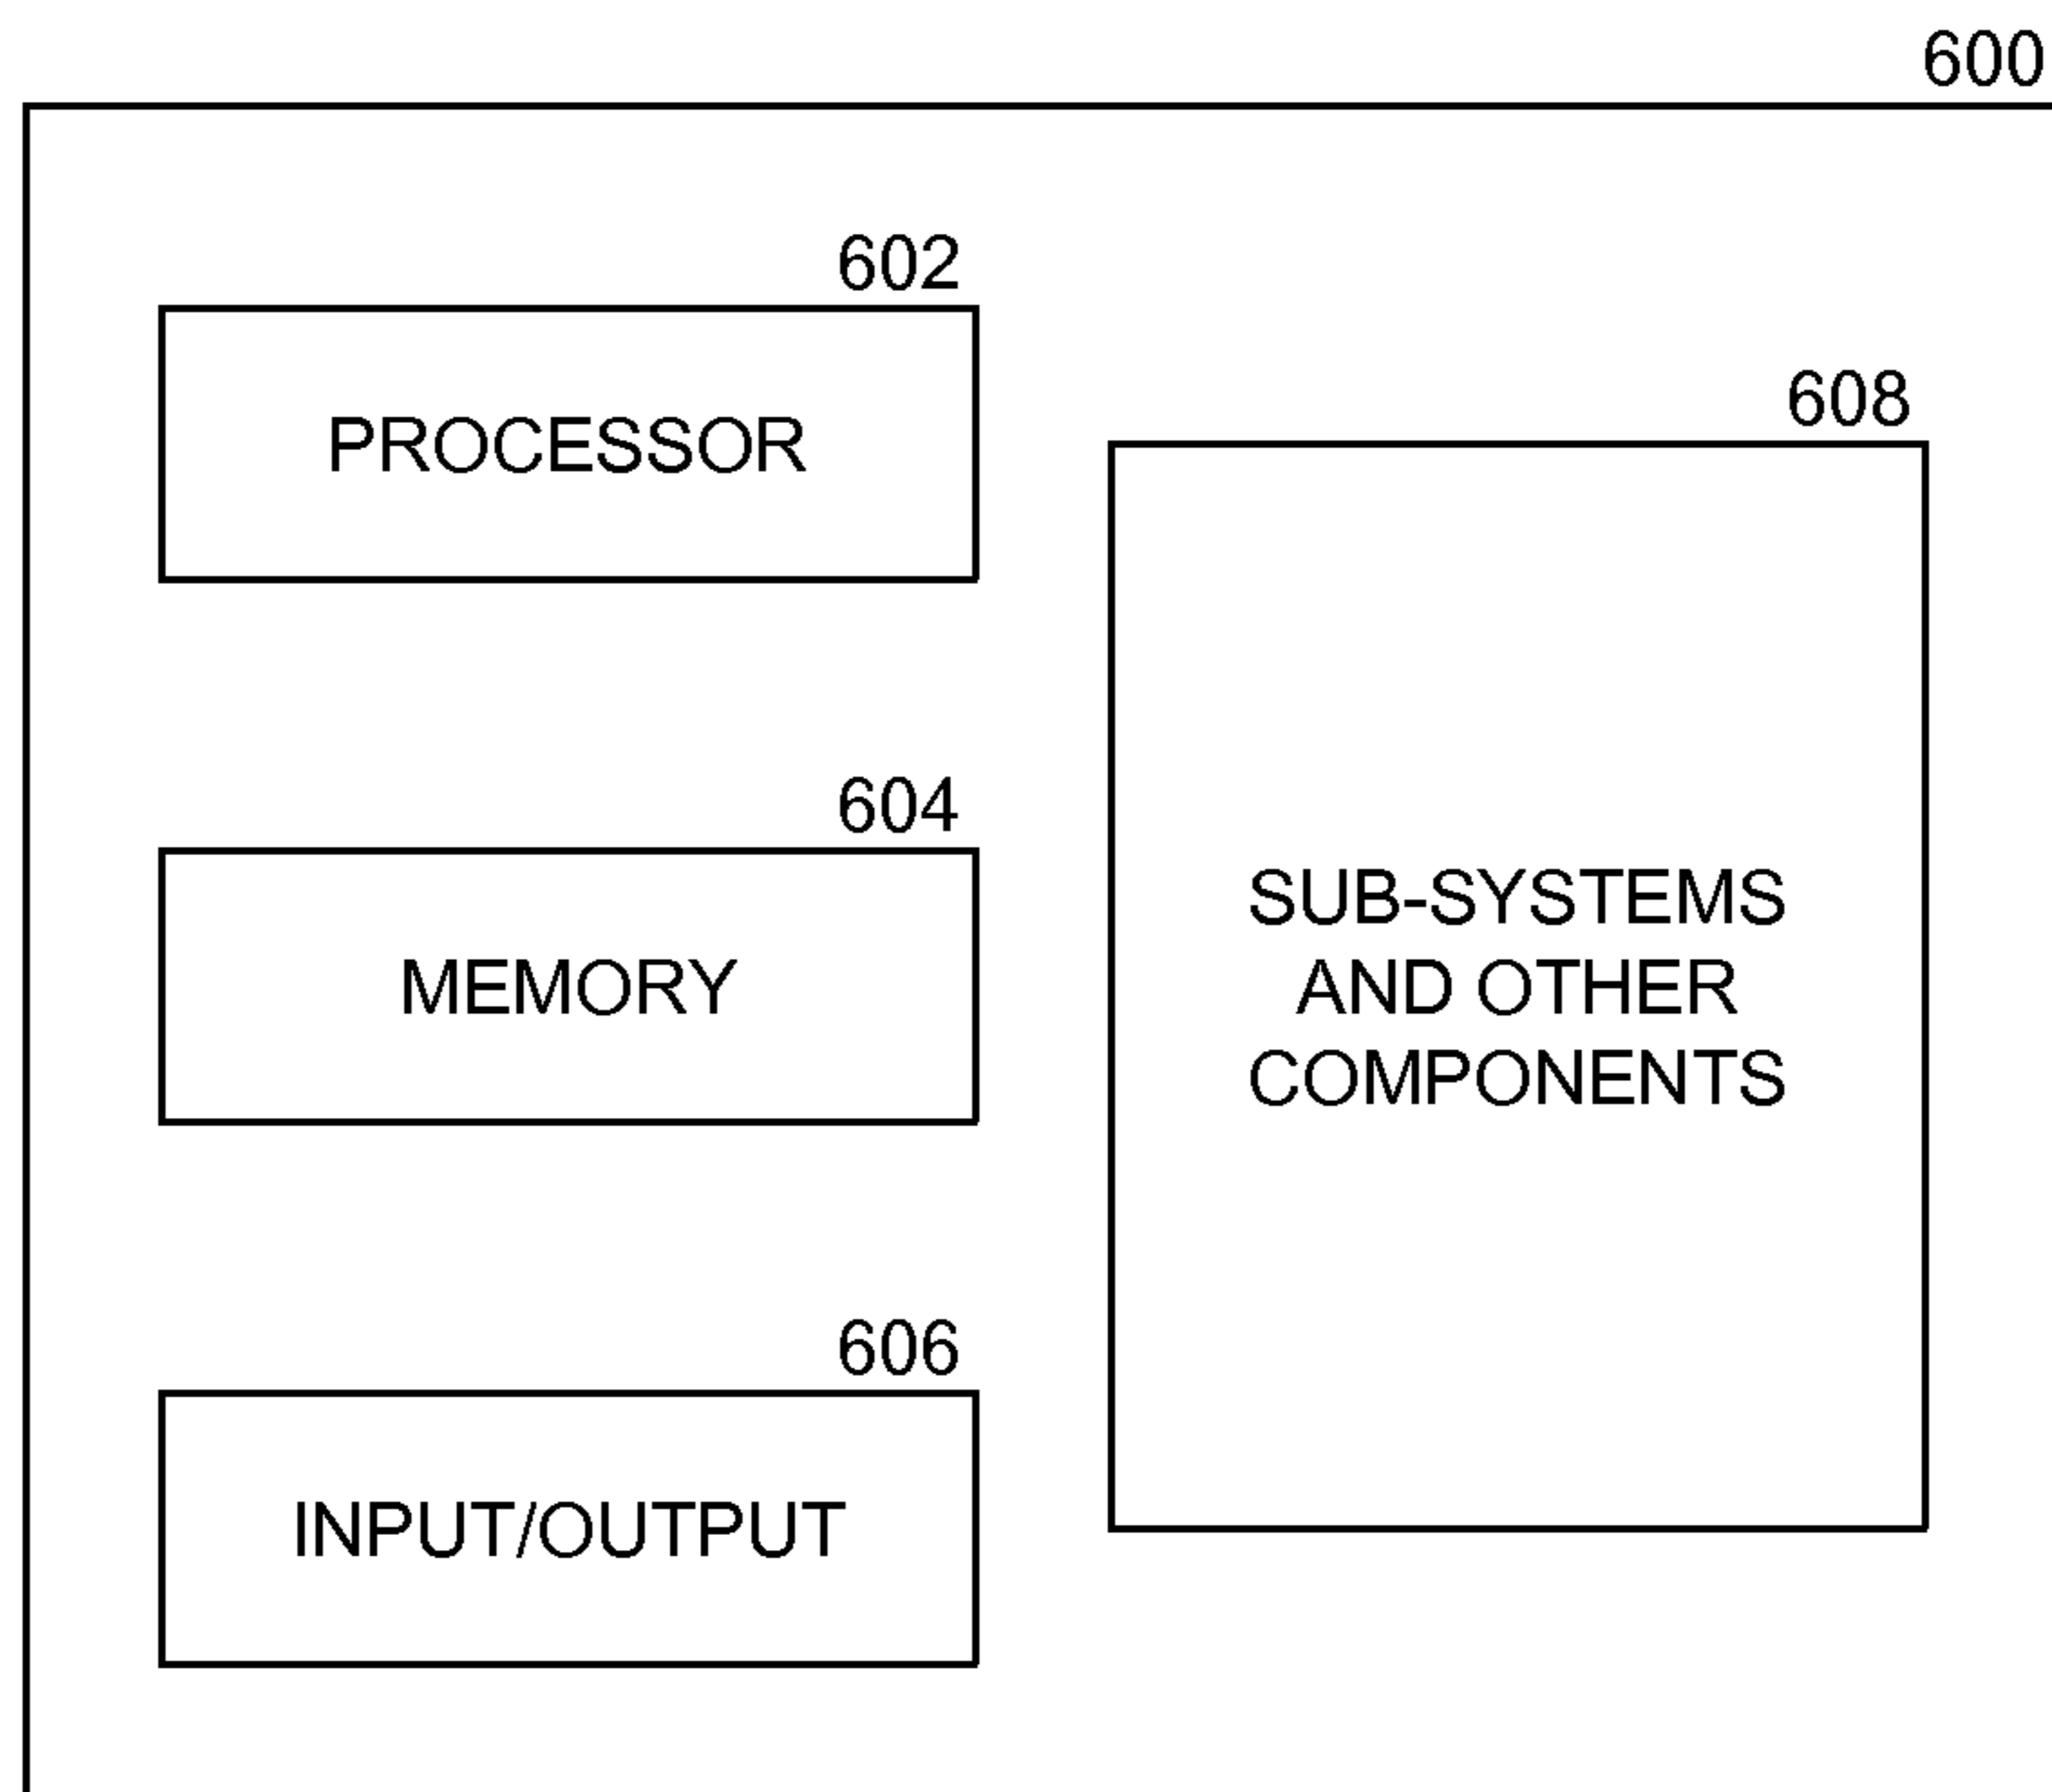 600
602
PROCESSOR
608
604
MEMORY
SUB-SYSTEMS
AND OTHER
COMPONENTS
606
INPUT/OUTPUT